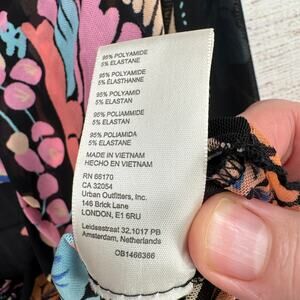 95% POLYAMIDE
5% ELASTANE
95% POLYAMIDE
5% ÉLASTHANNE
95% POLYAMID
5% ELASTAN
95% POLIAMMIDE
5% ELASTAN
95% POLIAMIDA
5% ELASTANO
MADE IN VIETNAM
HECHO EN VIETNAM
RN 66170
CA 32054
Urban Outfitters, Inc.
146 Brick Lane
LONDON, E1 6RU
Leidsestraat 32,1017 PB
Amsterdam, Netherlands
OB1466366